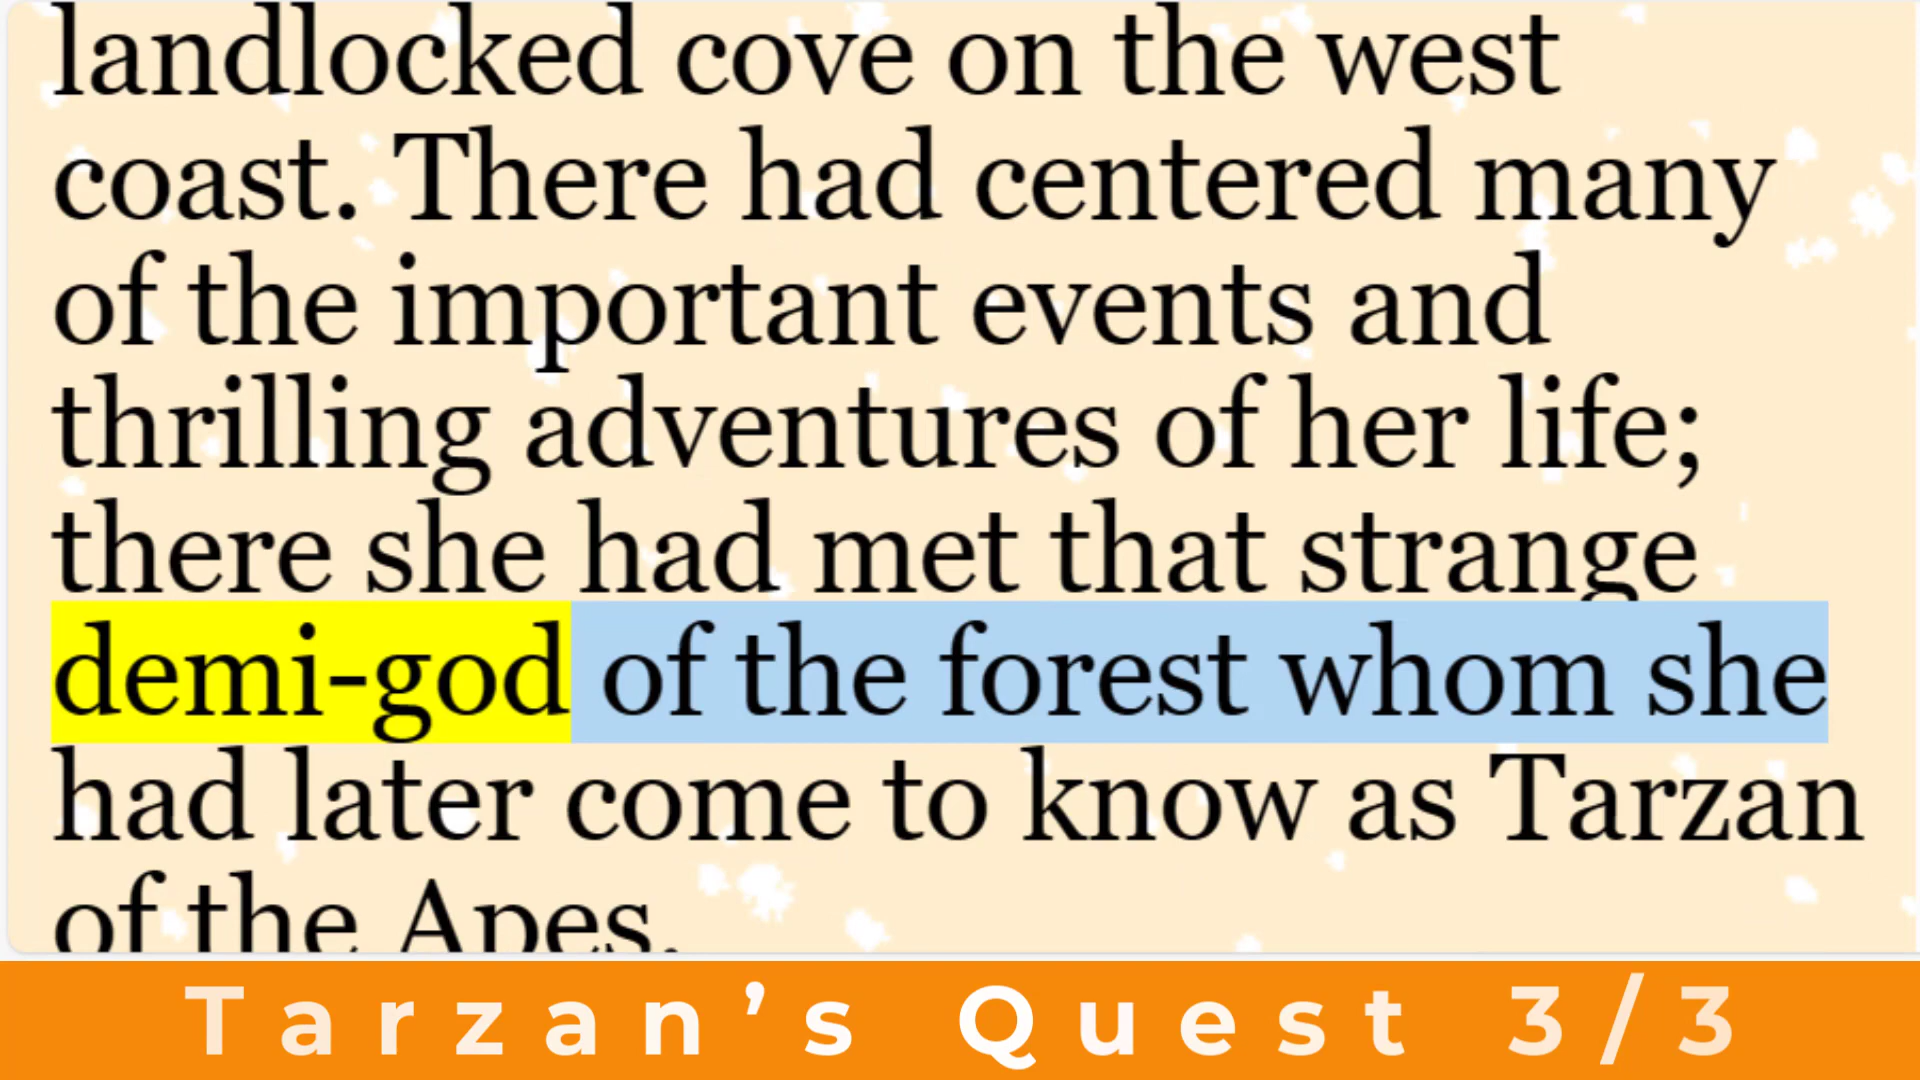 landlocked cove on the west
coast. There had centered many
of the important events and
thrilling adventures of her life;
there she had met that strange
demi-god of the forest whom she
had later come to know as Tarzan
of the Apes.
Tarzan’s Quest 3/3